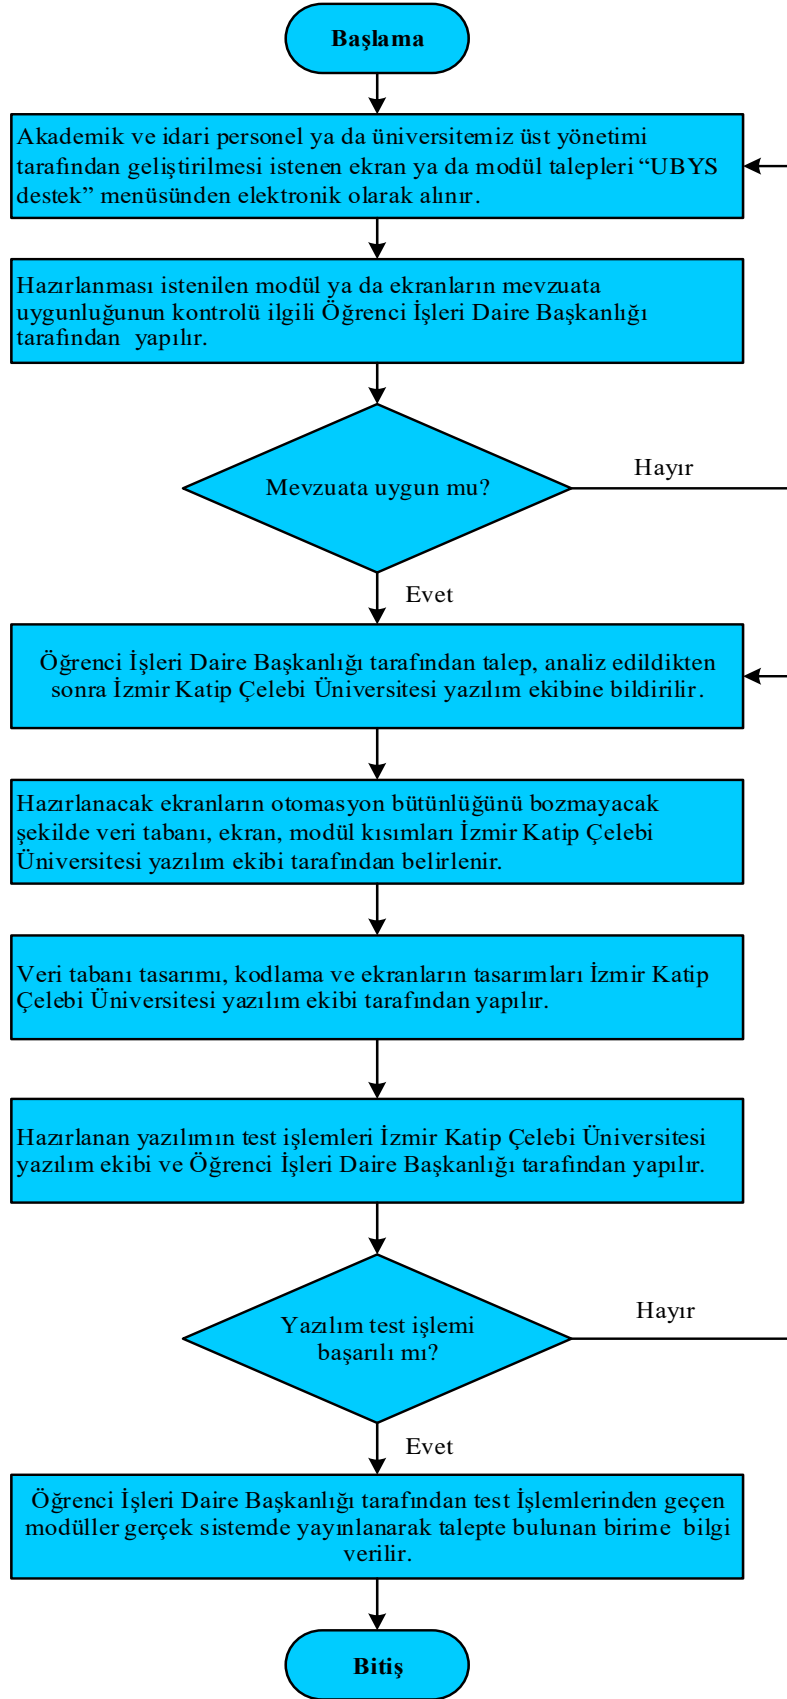 Başlama
Akademik ve idari personel ya da üniversitemiz üst yönetimi
tarafından geliştirilmesi istenen ekran ya da modül talepleri “UBYS
destek” menüsünden elektronik olarak alınır.
Hazırlanması istenilen modül ya da ekranların mevzuata
uygunluğunun kontrolü ilgili Öğrenci İşleri Daire Başkanlığı
tarafından yapılır.
Mevzuata uygun mu?
Hayır
Evet
Öğrenci İşleri Daire Başkanlığı tarafından talep, analiz edildikten
sonra İzmir Katip Çelebi Üniversitesi yazılım ekibine bildirilir.
Hazırlanacak ekranların otomasyon bütünlüğünü bozmayacak
şekilde veri tabanı, ekran, modül kısımları İzmir Katip Çelebi
Üniversitesi yazılım ekibi tarafından belirlenir.
Veri tabanı tasarımı, kodlama ve ekranların tasarımları İzmir Katip
Çelebi Üniversitesi yazılım ekibi tarafından yapılır.
Hazırlanan yazılımın test işlemleri İzmir Katip Çelebi Üniversitesi
yazılım ekibi ve Öğrenci İşleri Daire Başkanlığı tarafından yapılır.
Yazılım test işlemi
başarılı mı?
Hayır
Evet
Öğrenci İşleri Daire Başkanlığı tarafından test İşlemlerinden geçen
modüller gerçek sistemde yayınlanarak talepte bulunan birime bilgi
verilir.
Bitiş